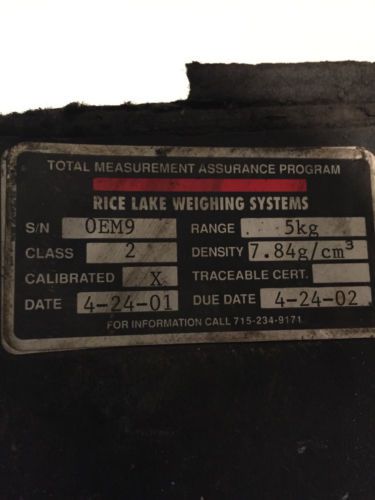 TOTAL MEASUREMENT ASSURANCE PROGRAM
RICE LAKE WEIGHING SYSTEMS
S/N OEM9 RANGE 5kg
CLASS 2 DENSITY 7.84g/cm³
CALIBRATED X TRACEABLE CERT.
DATE 4-24-01 DUE DATE 4-24-02
FOR INFORMATION CALL 715-234-9171